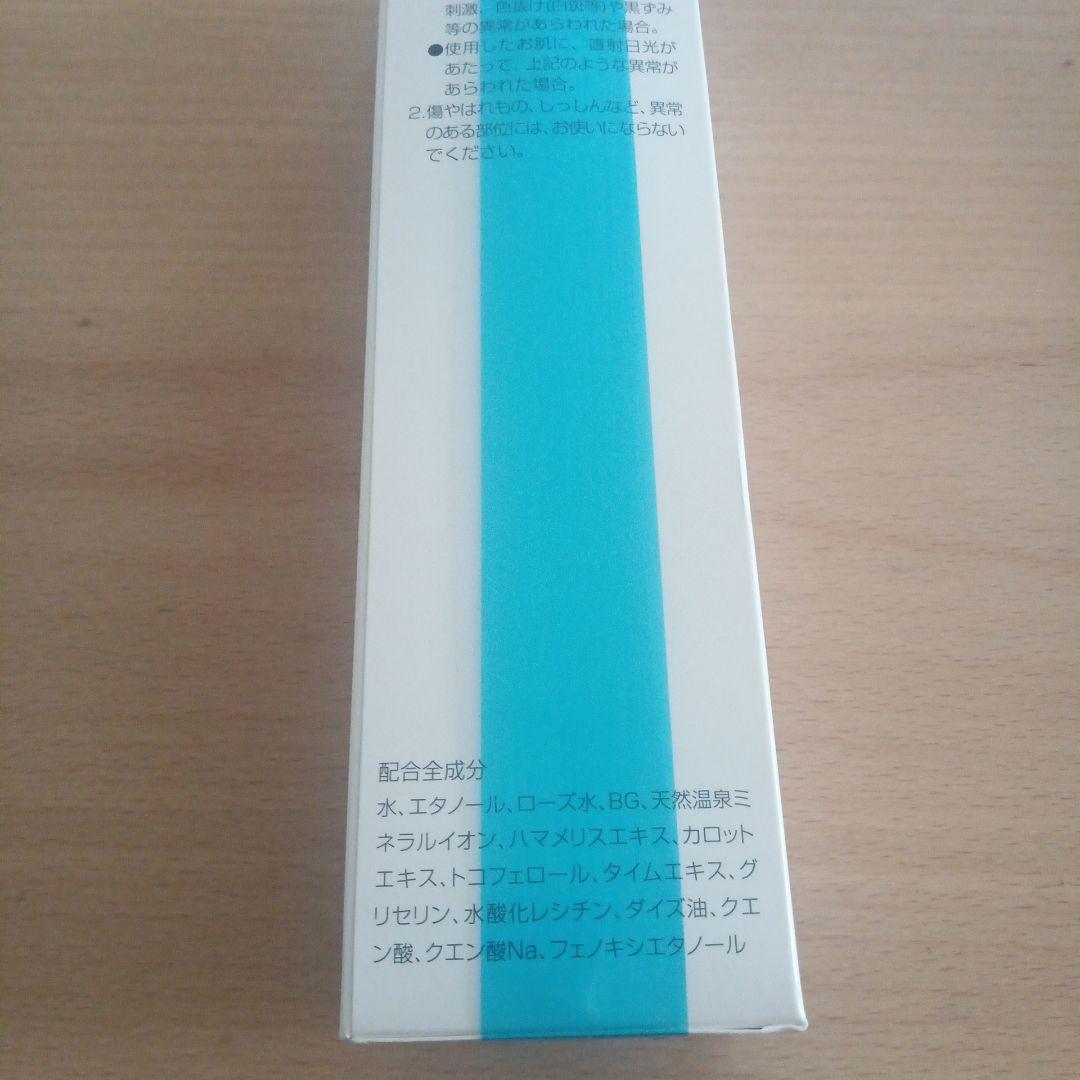 刺激、色抜け(白斑等)や黒ずみ
等の異常があらわれた場合。
●使用したお肌に、直射日光が
あたって、上記のような異常が
あらわれた場合。
2.傷やはれもの、しっしんなど、異常
のある部位には、お使いにならない
でください。
配合全成分
水、エタノール、ローズ水、BG、天然温泉ミ
ネラルイオン、ハマメリスエキス、カロット
エキス、トコフェロール、タイムエキス、グ
リセリン、水酸化レシチン、ダイズ油、クエ
ン酸、クエン酸Na、フェノキシエタノール